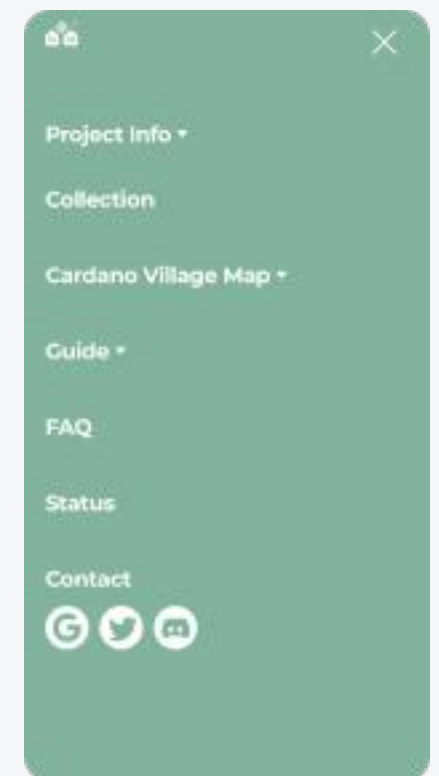 Project Info
Collection
Cardano Village Map
Guide
FAQ
Status
Contact